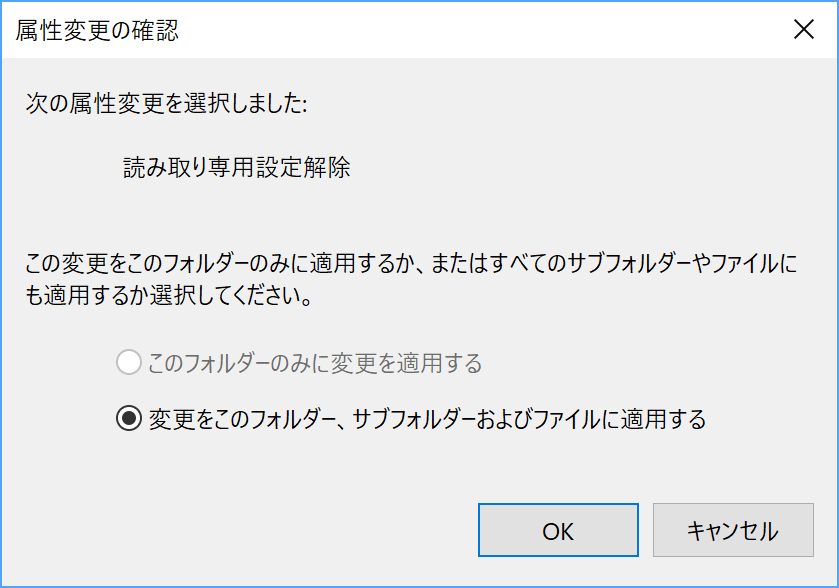 属性変更の確認
次の属性変更を選択しました:
読み取り専用設定解除
この変更をこのフォルダーのみに適用するか、またはすべてのサブフォルダーやファイルに
も適用するか選択してください。
このフォルダーのみに変更を適用する
変更をこのフォルダー、サブフォルダーおよびファイルに適用する
OK
キャンセル